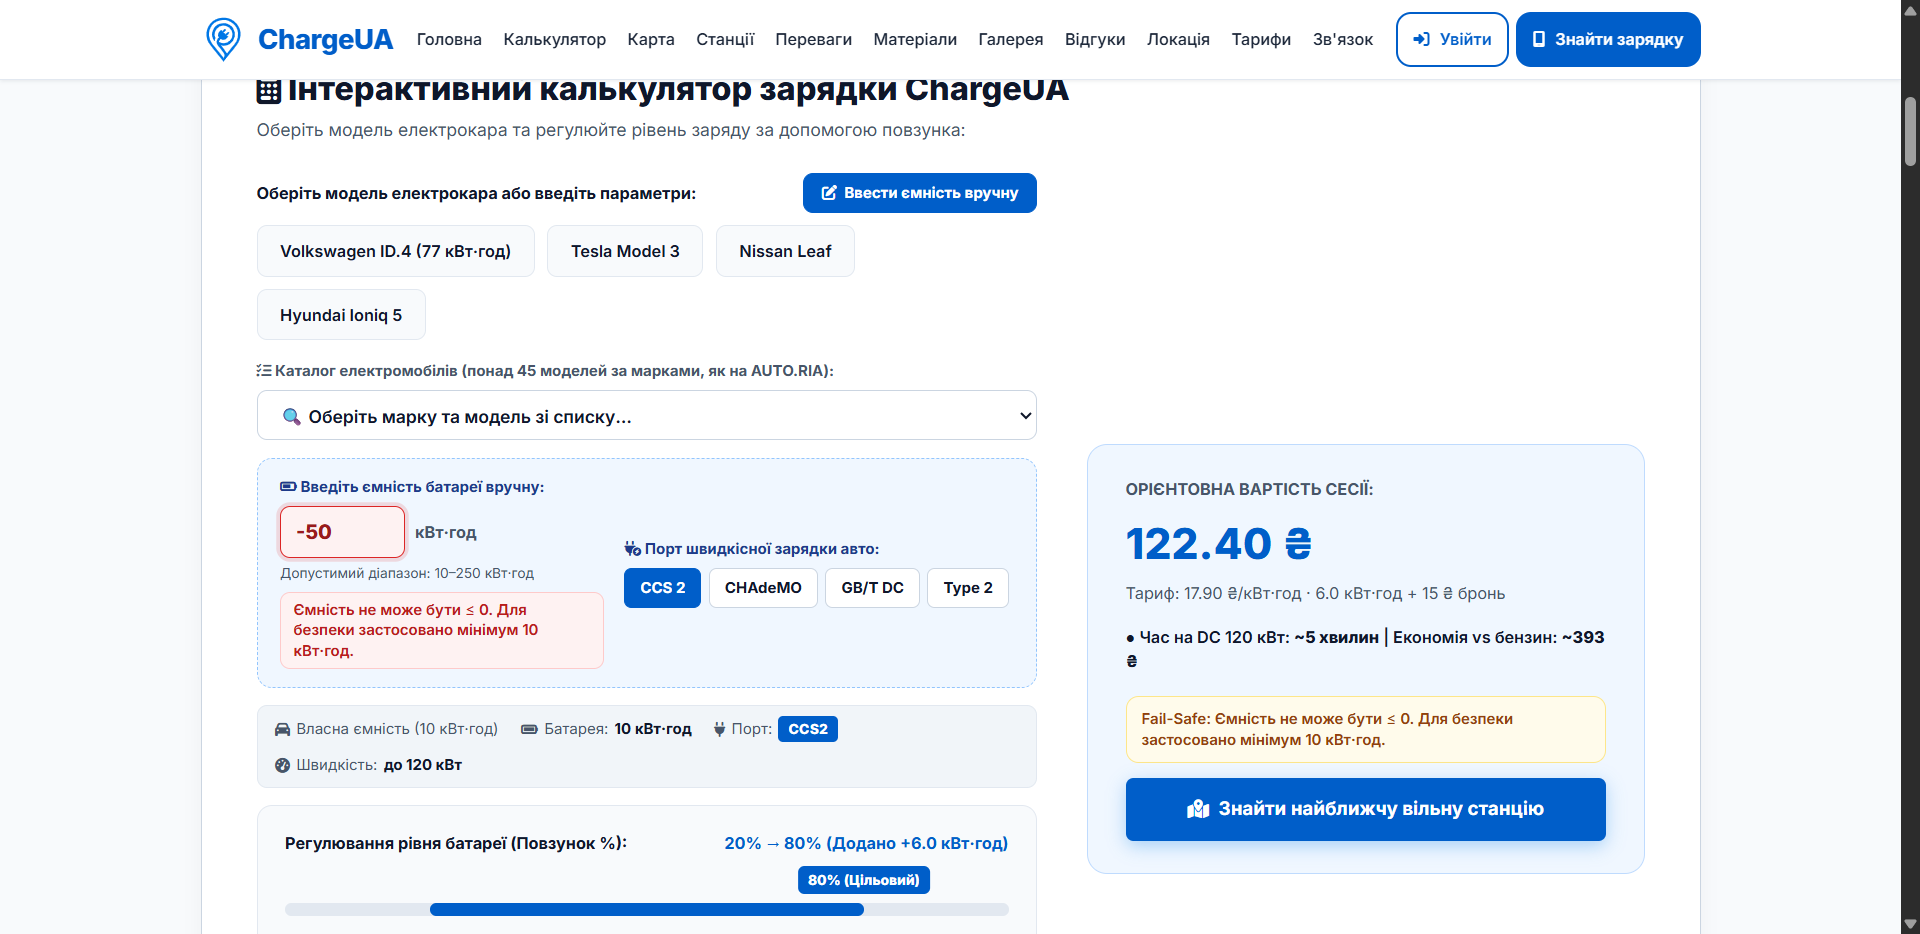 ChargeUA
Головна Калькулятор Карта Станції Переваги Матеріали Галерея Відгуки Локація Тарифи Зв'язок
Увійти
Знайти зарядку
Інтерактивний калькулятор зарядки ChargeUA
Оберіть модель електрокара та регулюйте рівень заряду за допомогою повзунка:
Оберіть модель електрокара або введіть параметри:
Ввести ємність вручну
Volkswagen ID.4 (77 кВт·год)
Tesla Model 3
Nissan Leaf
Hyundai Ioniq 5
Каталог електромобілів (понад 45 моделей за марками, як на AUTO.RIA):
🔍 Оберіть марку та модель зі списку...
Введіть ємність батареї вручну:
-50
кВт·год
Допустимий діапазон: 10–250 кВт·год
Ємність не може бути ≤ 0. Для
безпеки застосовано мінімум 10
кВт·год.
Порт швидкісної зарядки авто:
CCS 2
CHAdeMO
GB/T DC
Type 2
Власна ємність (10 кВт·год) Батарея: 10 кВт·год Порт: CCS2
Швидкість: до 120 кВт
Регулювання рівня батареї (Повзунок %):
20% → 80% (Додано +6.0 кВт·год)
80% (Цільовий)
ОРІЄНТОВНА ВАРТІСТЬ СЕСІЇ:
122.40 ₴
Тариф: 17.90 ₴/кВт·год · 6.0 кВт·год + 15 ₴ бронь
● Час на DC 120 кВт: ~5 хвилин | Економія vs бензин: ~393
₴
Fail-Safe: Ємність не може бути ≤ 0. Для безпеки
застосовано мінімум 10 кВт·год.
Знайти найближчу вільну станцію